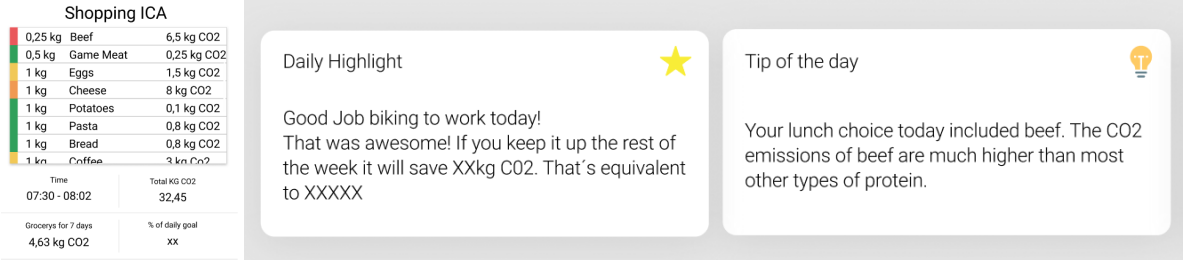 Shopping ICA
0,25 kg Beef 6,5 kg CO2
0,5 kg Game Meat 0,25 kg CO2
1 kg Eggs 1,5 kg CO2
1 kg Cheese 8 kg CO2
1 kg Potatoes 0,1 kg CO2
1 kg Pasta 0,8 kg CO2
1 kg Bread 0,8 kg CO2
1 kg Coffee 3 kg Co2
Time Total KG CO2
07:30 - 08:02 32,45
Grocerys for 7 days % of daily goal
4,63 kg CO2 xx
Daily Highlight
Good Job biking to work today!
That was awesome! If you keep it up the rest of
the week it will save XXkg C02. That´s equivalent
to XXXXX
Tip of the day
Your lunch choice today included beef. The CO2
emissions of beef are much higher than most
other types of protein.